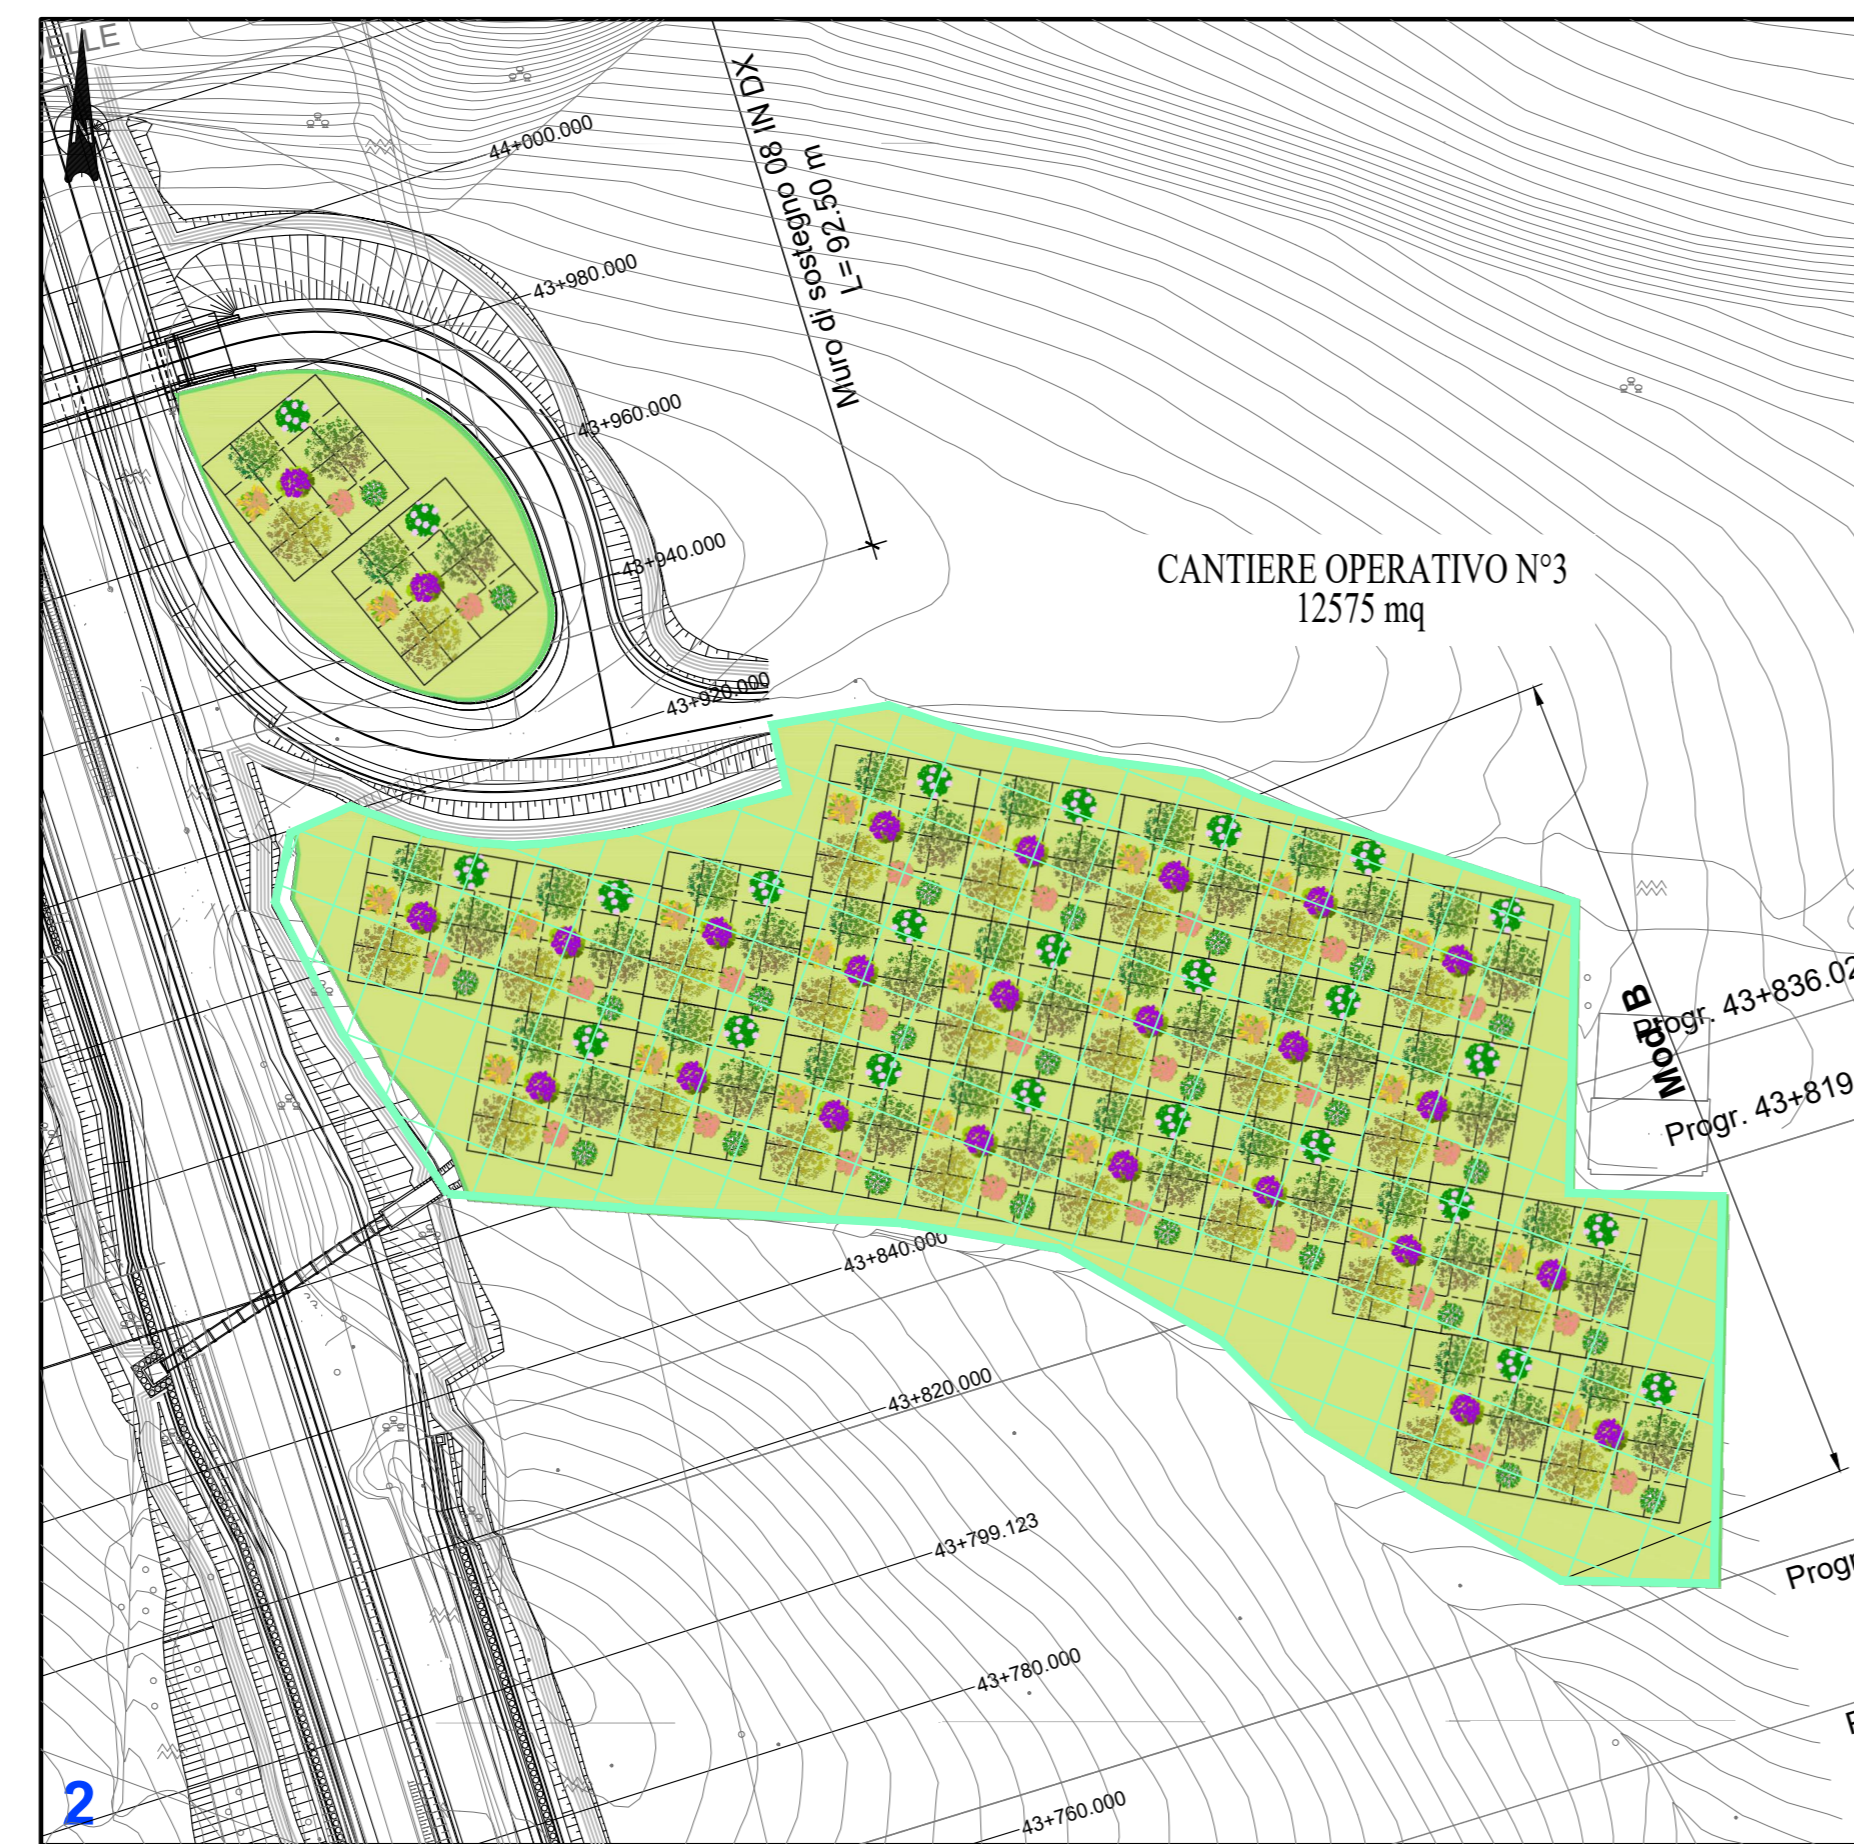 ELLE
44+000.000
Muro di sostegno 08 IN DX
L= 92.50 m
43+980.000
43+960.000
43+940.000
CANTIERE OPERATIVO N°3
12575 mq
43+920.000
Progr. 43+836.02
Mod B
Progr. 43+819
43+840.000
43+820.000
43+799.123
Progr
43+780.000
43+760.000
2